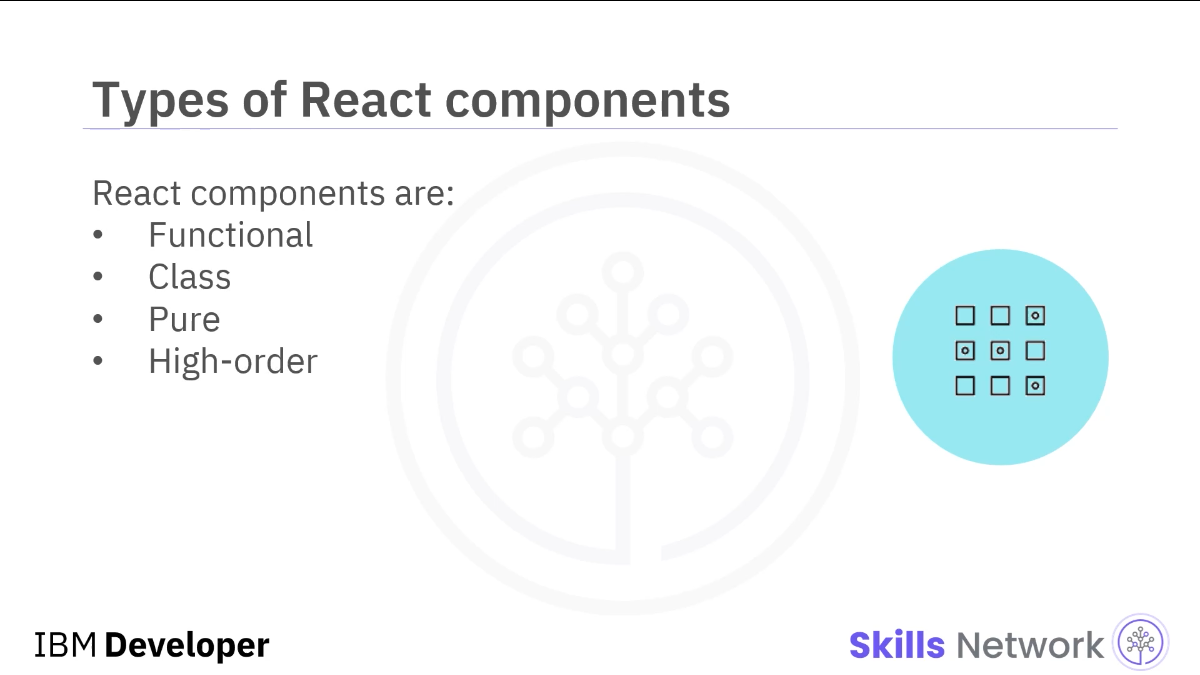 Types of React components
React components are:
• Functional
• Class
• Pure
• High-order
IBM Developer
Skills Network